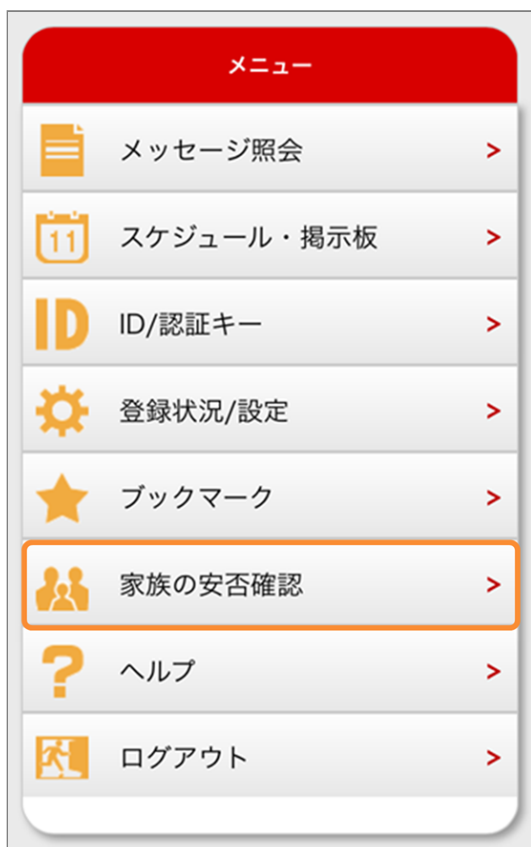 メニュー
メッセージ照会
11
スケジュール・掲示板
ID
ID/認証キー
登録状況/設定
ブックマーク
家族の安否確認
?
ヘルプ
ログアウト